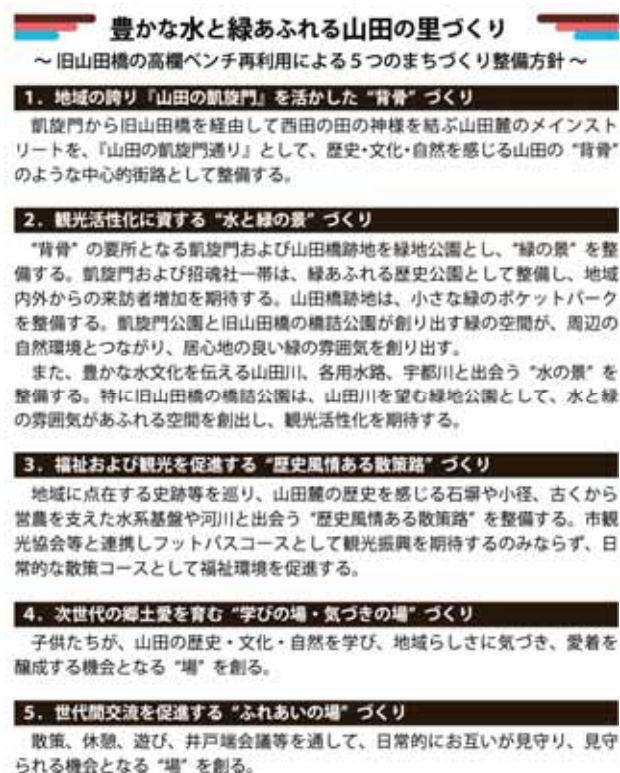 豊かな水と緑あふれる山田の里づくり
～旧山田橋の高欄ベンチ再利用による５つのまちづくり整備方針～
１．地域の誇り『山田の凱旋門』を活かした“背骨”づくり
凱旋門から旧山田橋を経由して西田の田の神様を結ぶ山田麓のメインスト
リートを、『山田の凱旋門通り』として、歴史・文化・自然を感じる山田の“背骨”
のような中心的街路として整備する。
２．観光活性化に資する“水と緑の景”づくり
“背骨”の要所となる凱旋門および山田橋跡地を緑地公園とし、“緑の景”を整
備する。凱旋門および招魂社一帯は、緑あふれる歴史公園として整備し、地域
内外からの来訪者増加を期待する。山田橋跡地は、小さな緑のポケットパーク
を整備する。凱旋門公園と旧山田橋の橋詰公園が創り出す緑の空間が、周辺の
自然環境とつながり、居心地の良い緑の雰囲気を創り出す。
また、豊かな水文化を伝える山田川、各用水路、宇都川と出会う“水の景”を
整備する。特に旧山田橋の橋詰公園は、山田川を望む緑地公園として、水と緑
の雰囲気があふれる空間を創出し、観光活性化を期待する。
３．福祉および観光を促進する“歴史風情ある散策路”づくり
地域に点在する史跡等を巡り、山田麓の歴史を感じる石塀や小径、古くから
営農を支えた水系基盤や河川と出会う“歴史風情ある散策路”を整備する。市観
光協会等と連携しフットパスコースとして観光振興を期待するのみならず、日
常的な散策コースとして福祉環境を促進する。
４．次世代の郷土愛を育む“学びの場・気づきの場”づくり
子供たちが、山田の歴史・文化・自然を学び、地域らしさに気づき、愛着を
醸成する機会となる“場”を創る。
５．世代間交流を促進する“ふれあいの場”づくり
散策、休憩、遊び、井戸端会議等を通して、日常的にお互いが見守り、見守
られる機会となる“場”を創る。